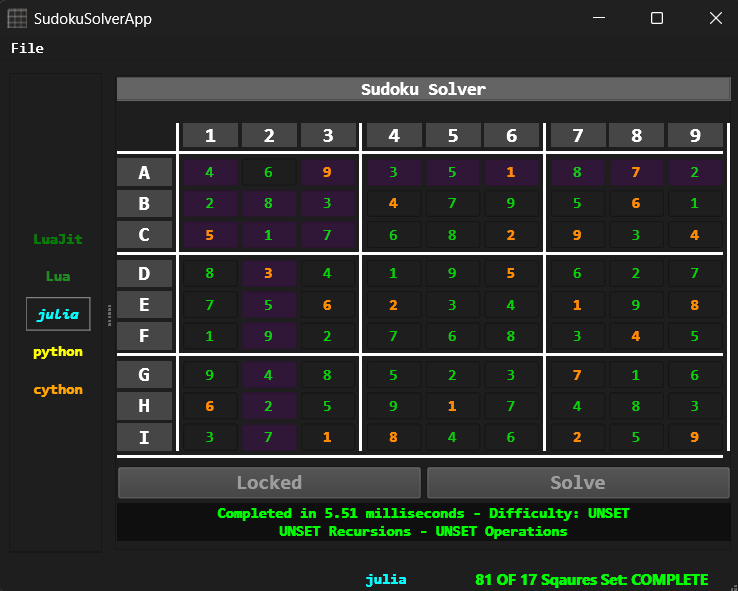 SudokuSolverApp
File
Sudoku Solver
1 2 3 4 5 6 7 8 9
A 4 6 9 3 5 1 8 7 2
B 2 8 3 4 7 9 5 6 1
C 5 1 7 6 8 2 9 3 4
D 8 3 4 1 9 5 6 2 7
E 7 5 6 2 3 4 1 9 8
F 1 9 2 7 6 8 3 4 5
G 9 4 8 5 2 3 7 1 6
H 6 2 5 9 1 7 4 8 3
I 3 7 1 8 4 6 2 5 9
LuaJit
Lua
julia
python
cython
Locked Solve
Completed in 5.51 milliseconds - Difficulty: UNSET
UNSET Recursions - UNSET Operations
julia 81 OF 17 Sqaures Set: COMPLETE